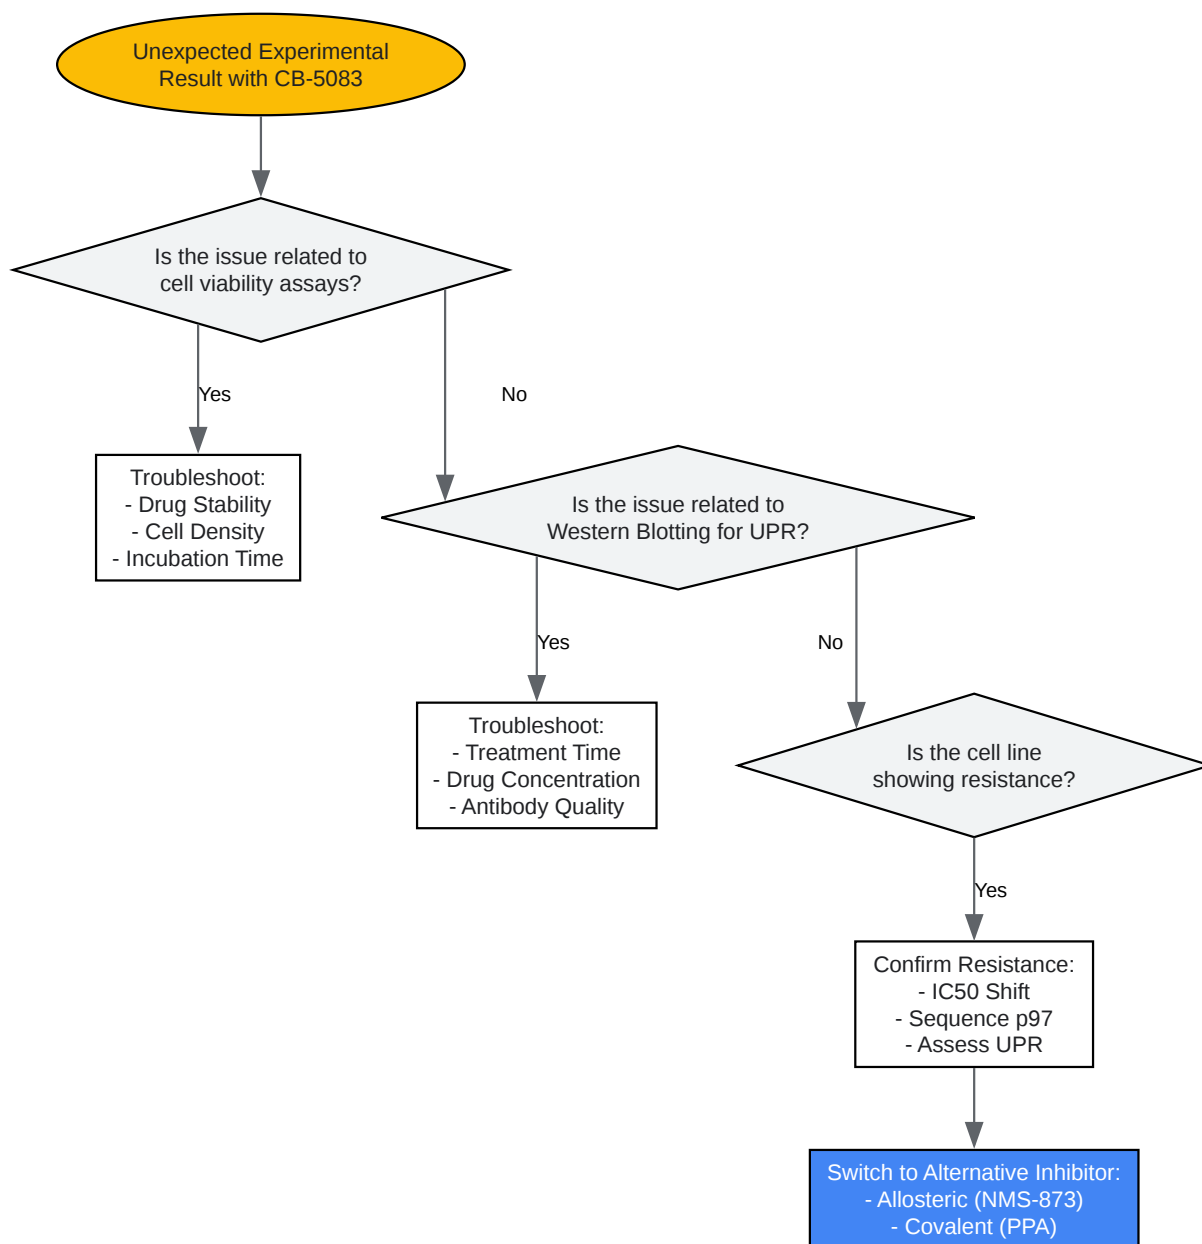 Unexpected Experimental
Result with CB-5083
Is the issue related to
cell viability assays?
Yes
No
Troubleshoot:
- Drug Stability
- Cell Density
- Incubation Time
Is the issue related to
Western Blotting for UPR?
Yes
No
Troubleshoot:
- Treatment Time
- Drug Concentration
- Antibody Quality
Is the cell line
showing resistance?
Yes
Confirm Resistance:
- IC50 Shift
- Sequence p97
- Assess UPR
Switch to Alternative Inhibitor:
- Allosteric (NMS-873)
- Covalent (PPA)